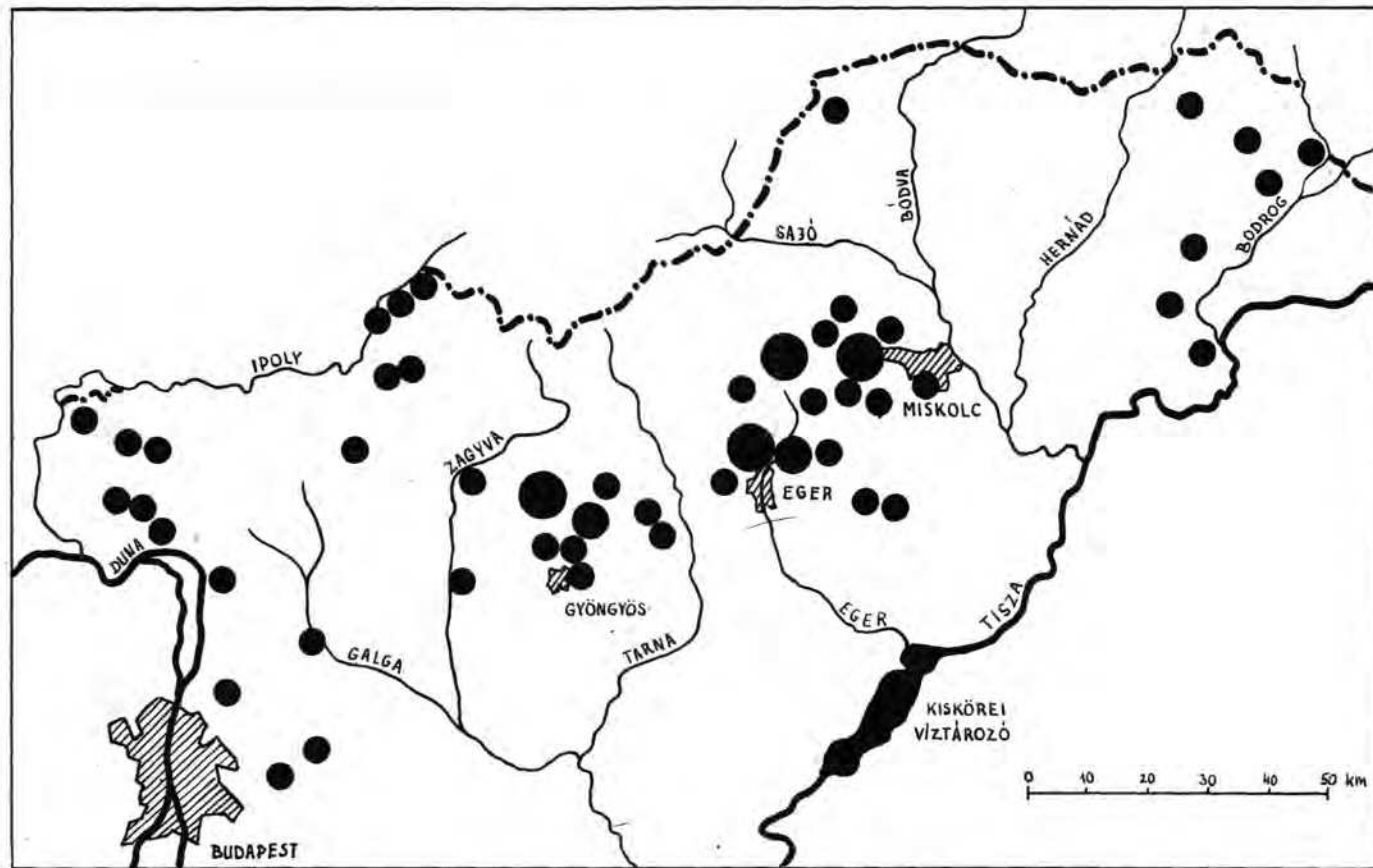 BÓDVA
SAJÓ
HERNÁD
BODROG
IPOLY
MISKOLC
ZAGYVA
EGER
DUNA
GYÖNGYÖS
TARNA
EGER
TISZA
GALGA
KISKÖREI
VÍZTÁROZÓ
0 10 20 30 40 50 km
BUDAPEST